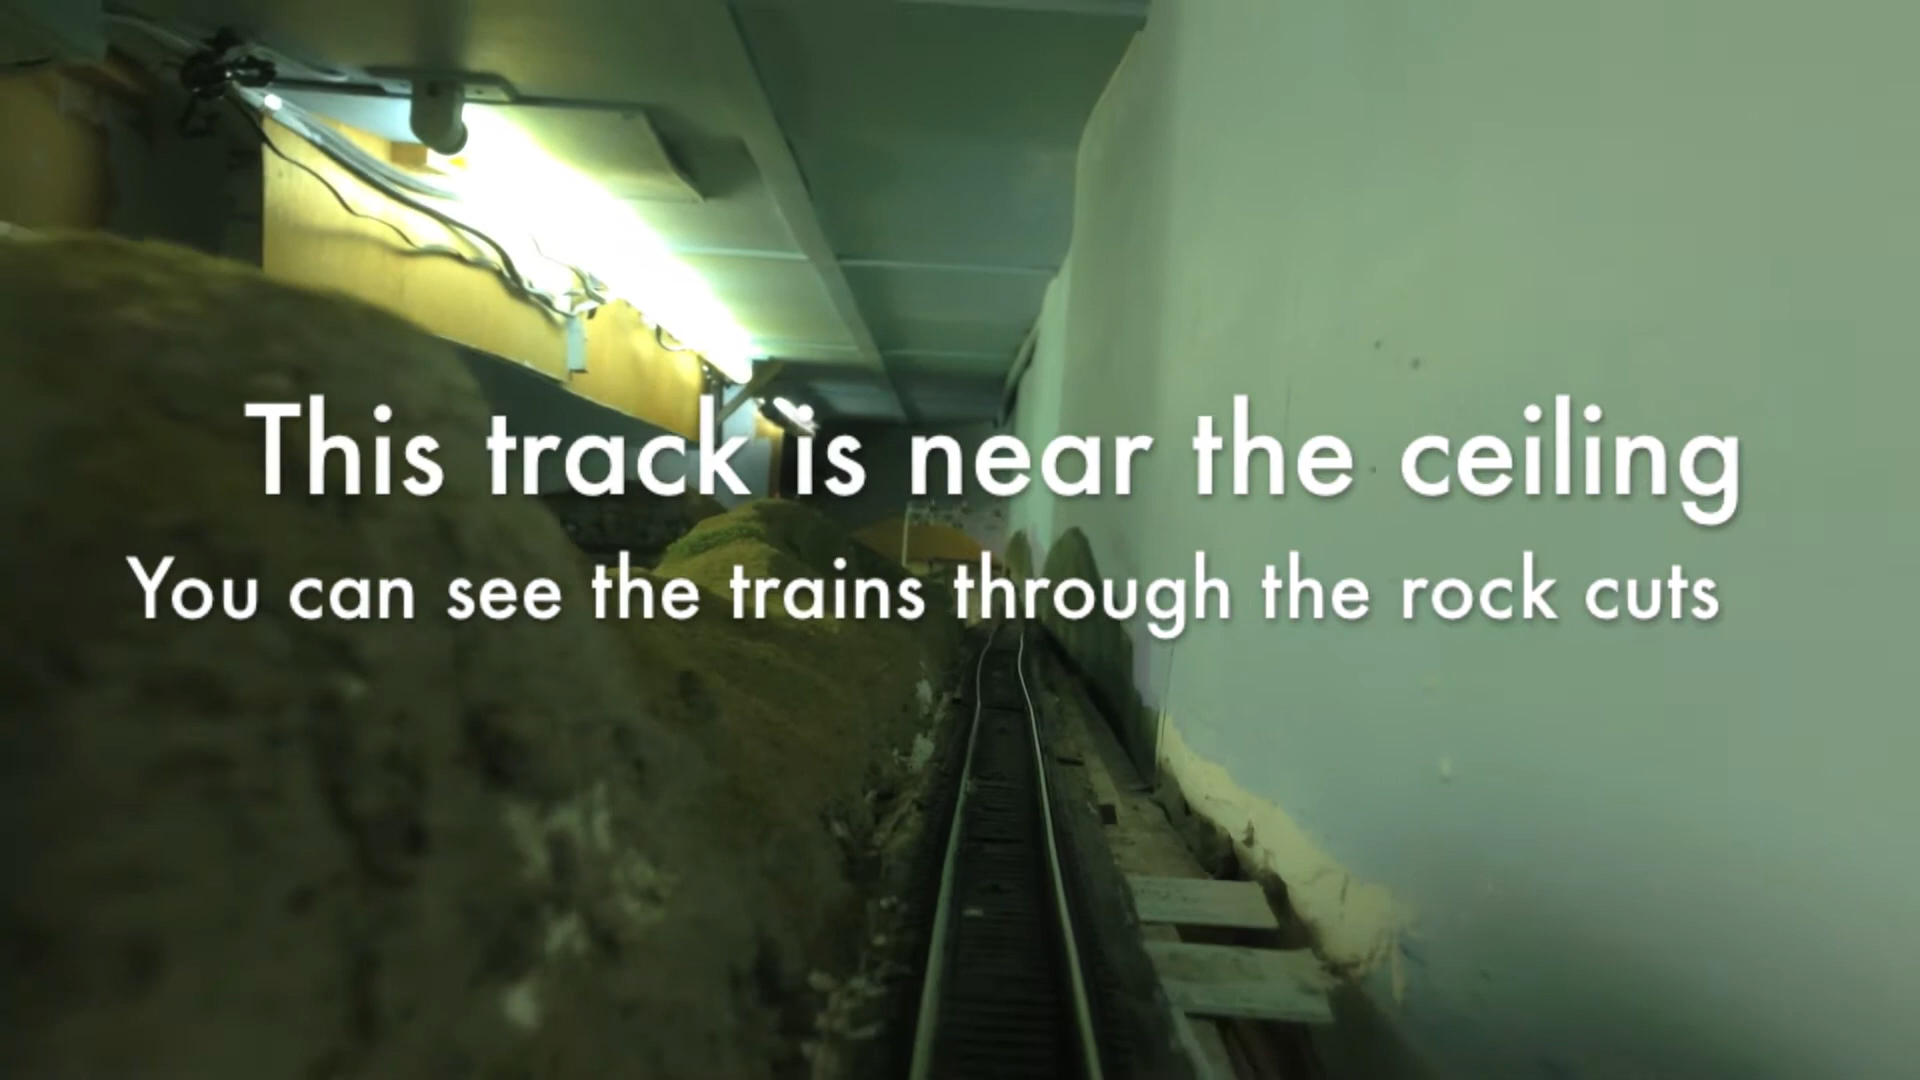 This track is near the ceiling
You can see the trains through the rock cuts